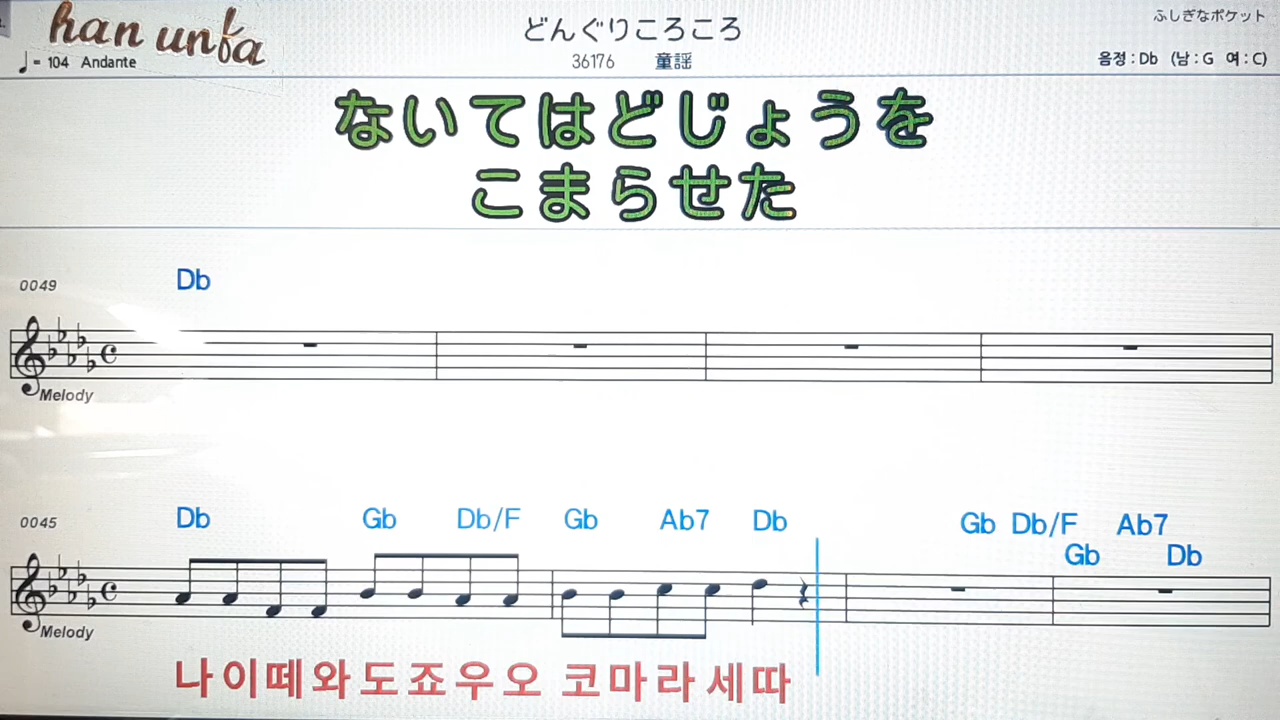 han unfa
どんぐりころころ
ふしぎなポケット
♩= 104 Andante
36176 童謡
음정 : Db (남 : G 여 : C)
ないてはどじょうを
こまらせた
0049
Db
Melody
0045
Db Gb Db/F Gb Ab7 Db Gb Db/F Ab7
Gb Db
Melody
나이떼와도죠우오 코마라세따